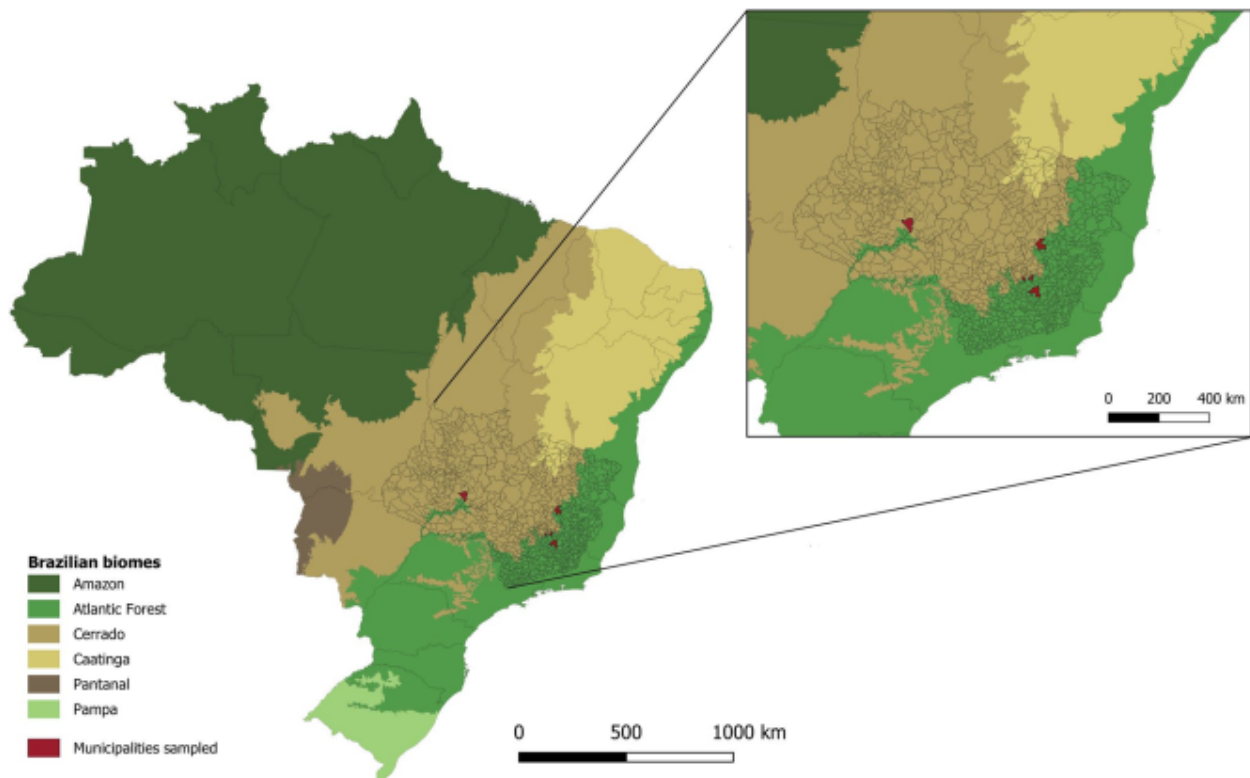 0 200 400 km
Brazilian biomes
Amazon
Atlantic Forest
Cerrado
Caatinga
Pantanal
Pampa
Municipalities sampled
0 500 1000 km